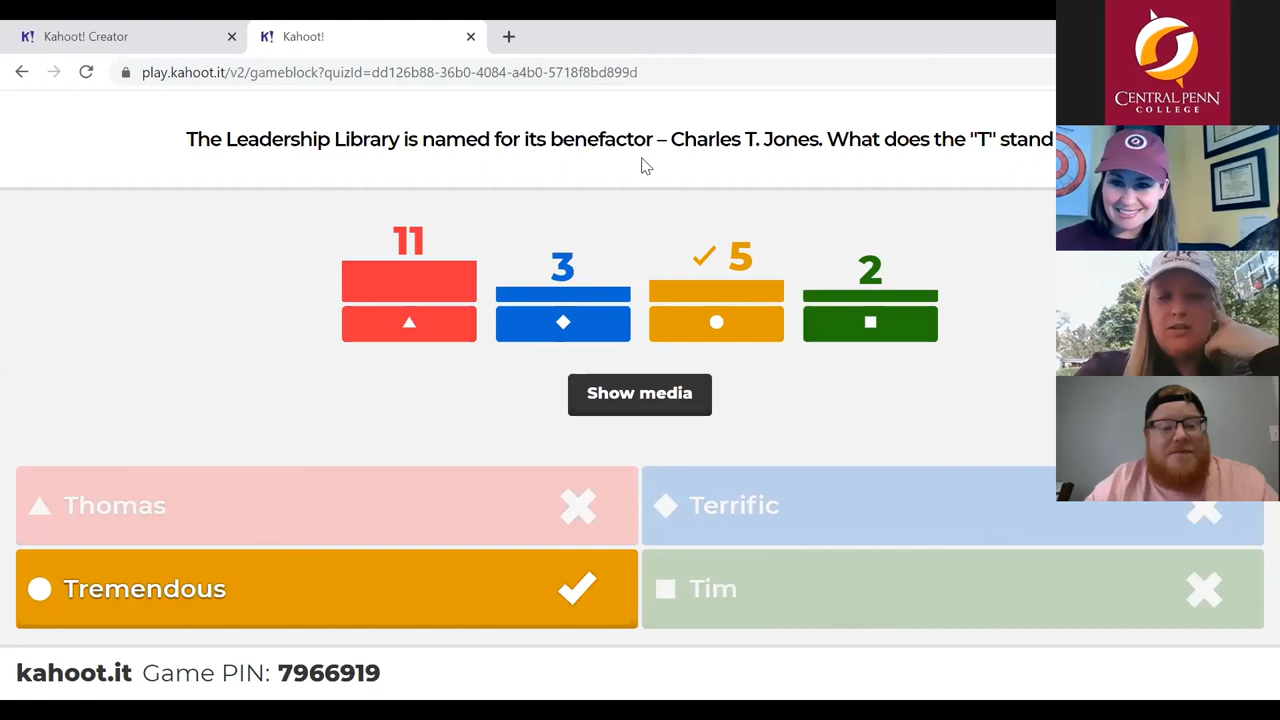 Kahoot! Creator
Kahoot!
play.kahoot.it/v2/gameblock?quizId=dd126b88-36b0-4084-a4b0-5718f8bd899d
CENTRAL PENN
COLLEGE
The Leadership Library is named for its benefactor – Charles T. Jones. What does the "T" stand
11
3
5
2
Show media
Thomas
Terrific
Tremendous
Tim
kahoot.it Game PIN: 7966919